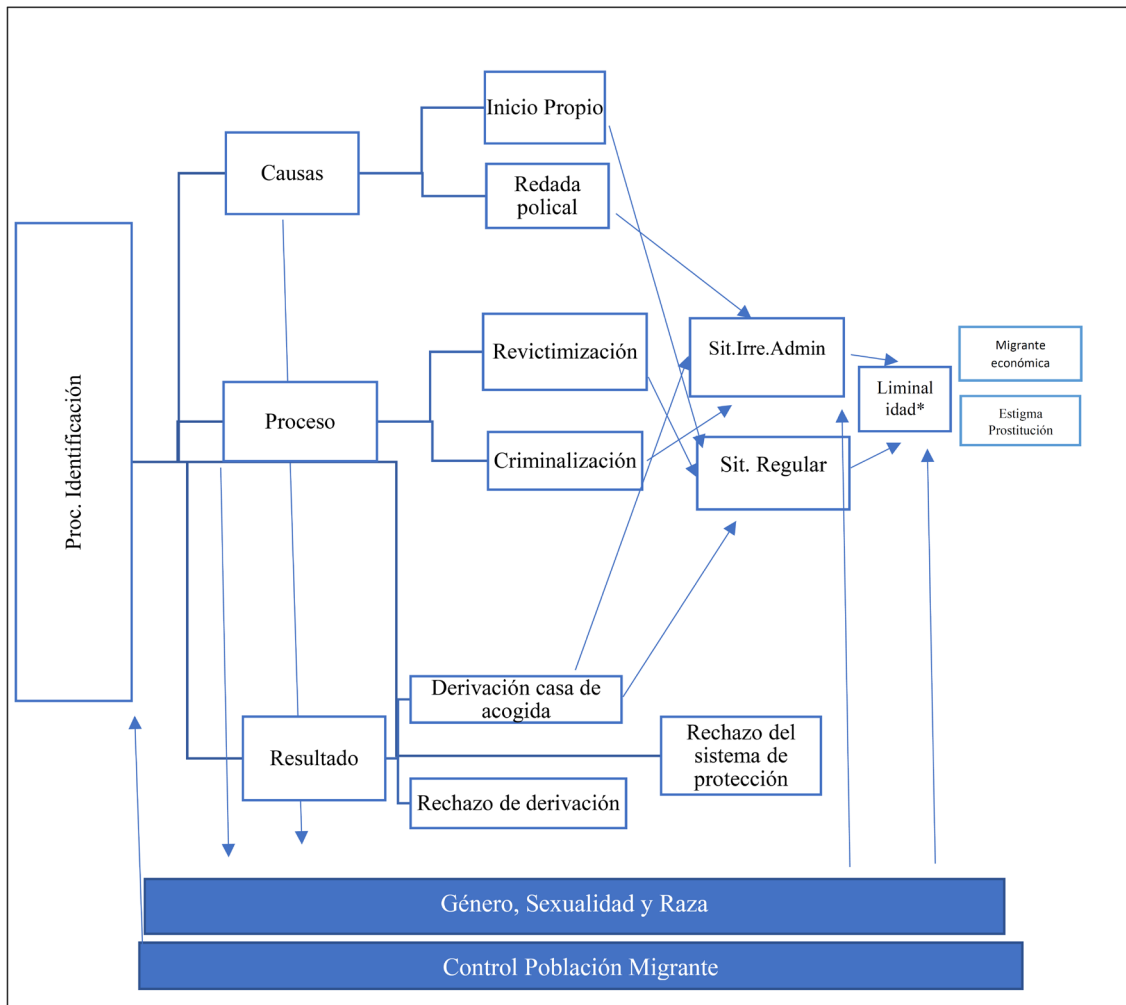 Inicio Propio
Causas
Redada
polical
Proc. Identificación
Revictimización
Sit.Irre.Admin
Migrante
económica
Liminal
idad*
Proceso
Estigma
Prostitución
Criminalización
Sit. Regular
Derivación casa de
acogida
Resultado
Rechazo del
sistema de
protección
Rechazo de derivación
Género, Sexualidad y Raza
Control Población Migrante